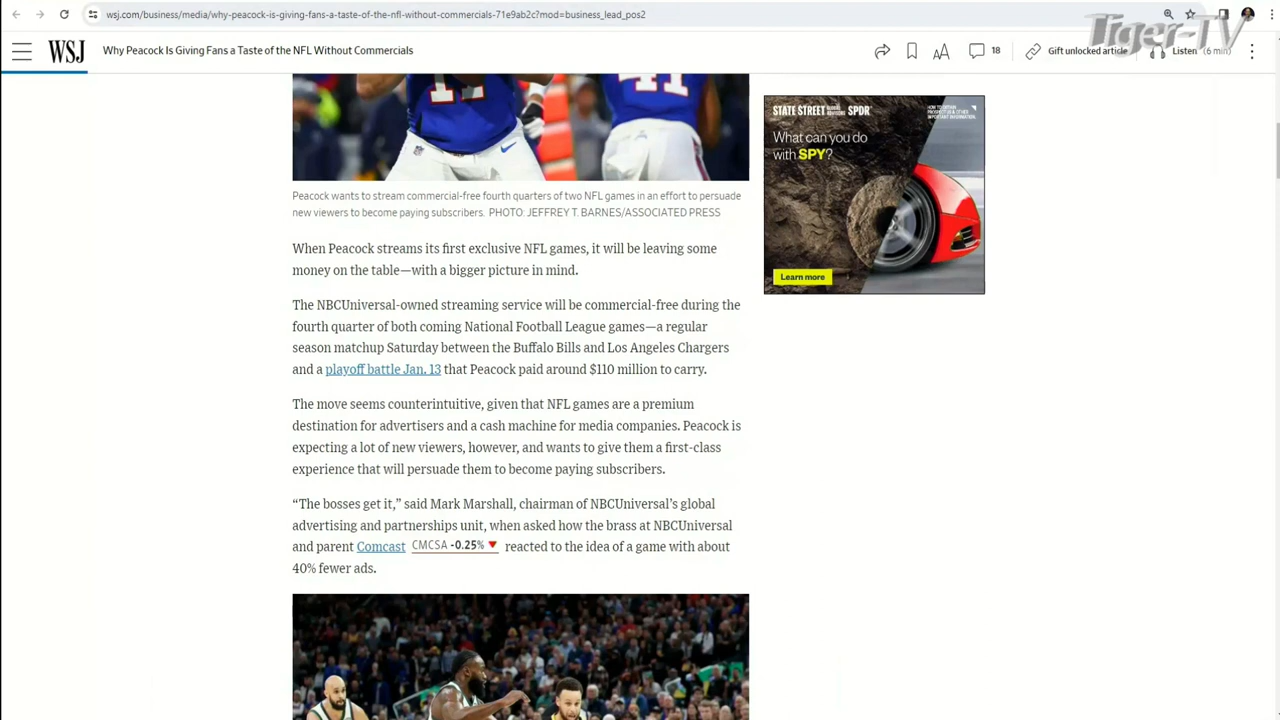 wsj.com/business/media/why-peacock-is-giving-fans-a-taste-of-the-nfl-without-commercials-71e9ab2c?mod=business_lead_pos2
Tiger-TV
WSJ
Why Peacock Is Giving Fans a Taste of the NFL Without Commercials
AA
18
Gift unlocked article
Listen (6 min)
17
41
Peacock wants to stream commercial-free fourth quarters of two NFL games in an effort to persuade
new viewers to become paying subscribers. PHOTO: JEFFREY T. BARNES/ASSOCIATED PRESS
When Peacock streams its first exclusive NFL games, it will be leaving some
money on the table—with a bigger picture in mind.
The NBCUniversal-owned streaming service will be commercial-free during the
fourth quarter of both coming National Football League games—a regular
season matchup Saturday between the Buffalo Bills and Los Angeles Chargers
and a playoff battle Jan. 13 that Peacock paid around $110 million to carry.
The move seems counterintuitive, given that NFL games are a premium
destination for advertisers and a cash machine for media companies. Peacock is
expecting a lot of new viewers, however, and wants to give them a first-class
experience that will persuade them to become paying subscribers.
“The bosses get it,” said Mark Marshall, chairman of NBCUniversal’s global
advertising and partnerships unit, when asked how the brass at NBCUniversal
and parent Comcast CMCSA -0.25% reacted to the idea of a game with about
40% fewer ads.
STATE STREET GLOBAL ADVISORS SPDR
What can you do
with SPY?
Learn more